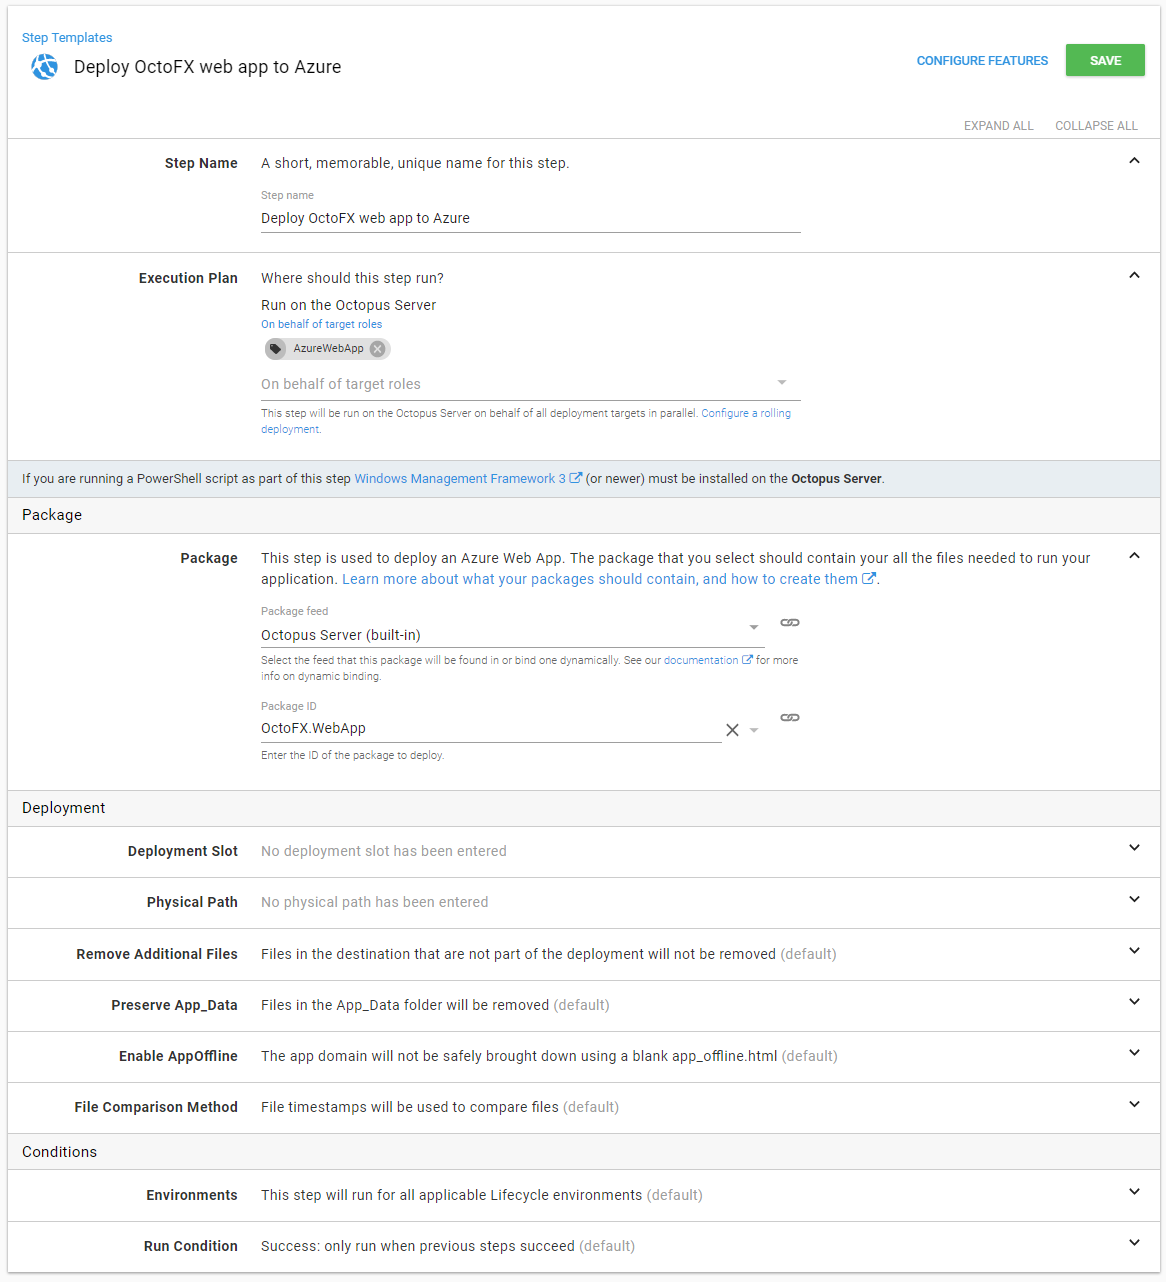 Step Templates
Deploy OctoFX web app to Azure
CONFIGURE FEATURES
SAVE
EXPAND ALL
COLLAPSE ALL
Step Name
A short, memorable, unique name for this step.
Step name
Deploy OctoFX web app to Azure
Execution Plan
Where should this step run?
Run on the Octopus Server
On behalf of target roles
AzureWebApp
On behalf of target roles
This step will be run on the Octopus Server on behalf of all deployment targets in parallel. Configure a rolling
deployment.
If you are running a PowerShell script as part of this step Windows Management Framework 3 (or newer) must be installed on the Octopus Server.
Package
Package
This step is used to deploy an Azure Web App. The package that you select should contain your all the files needed to run your
application. Learn more about what your packages should contain, and how to create them.
Package feed
Octopus Server (built-in)
Select the feed that this package will be found in or bind one dynamically. See our documentation for more
info on dynamic binding.
Package ID
OctoFX.WebApp
Enter the ID of the package to deploy.
Deployment
Deployment Slot
No deployment slot has been entered
Physical Path
No physical path has been entered
Remove Additional Files
Files in the destination that are not part of the deployment will not be removed (default)
Preserve App_Data
Files in the App_Data folder will be removed (default)
Enable AppOffline
The app domain will not be safely brought down using a blank app_offline.html (default)
File Comparison Method
File timestamps will be used to compare files (default)
Conditions
Environments
This step will run for all applicable Lifecycle environments (default)
Run Condition
Success: only run when previous steps succeed (default)